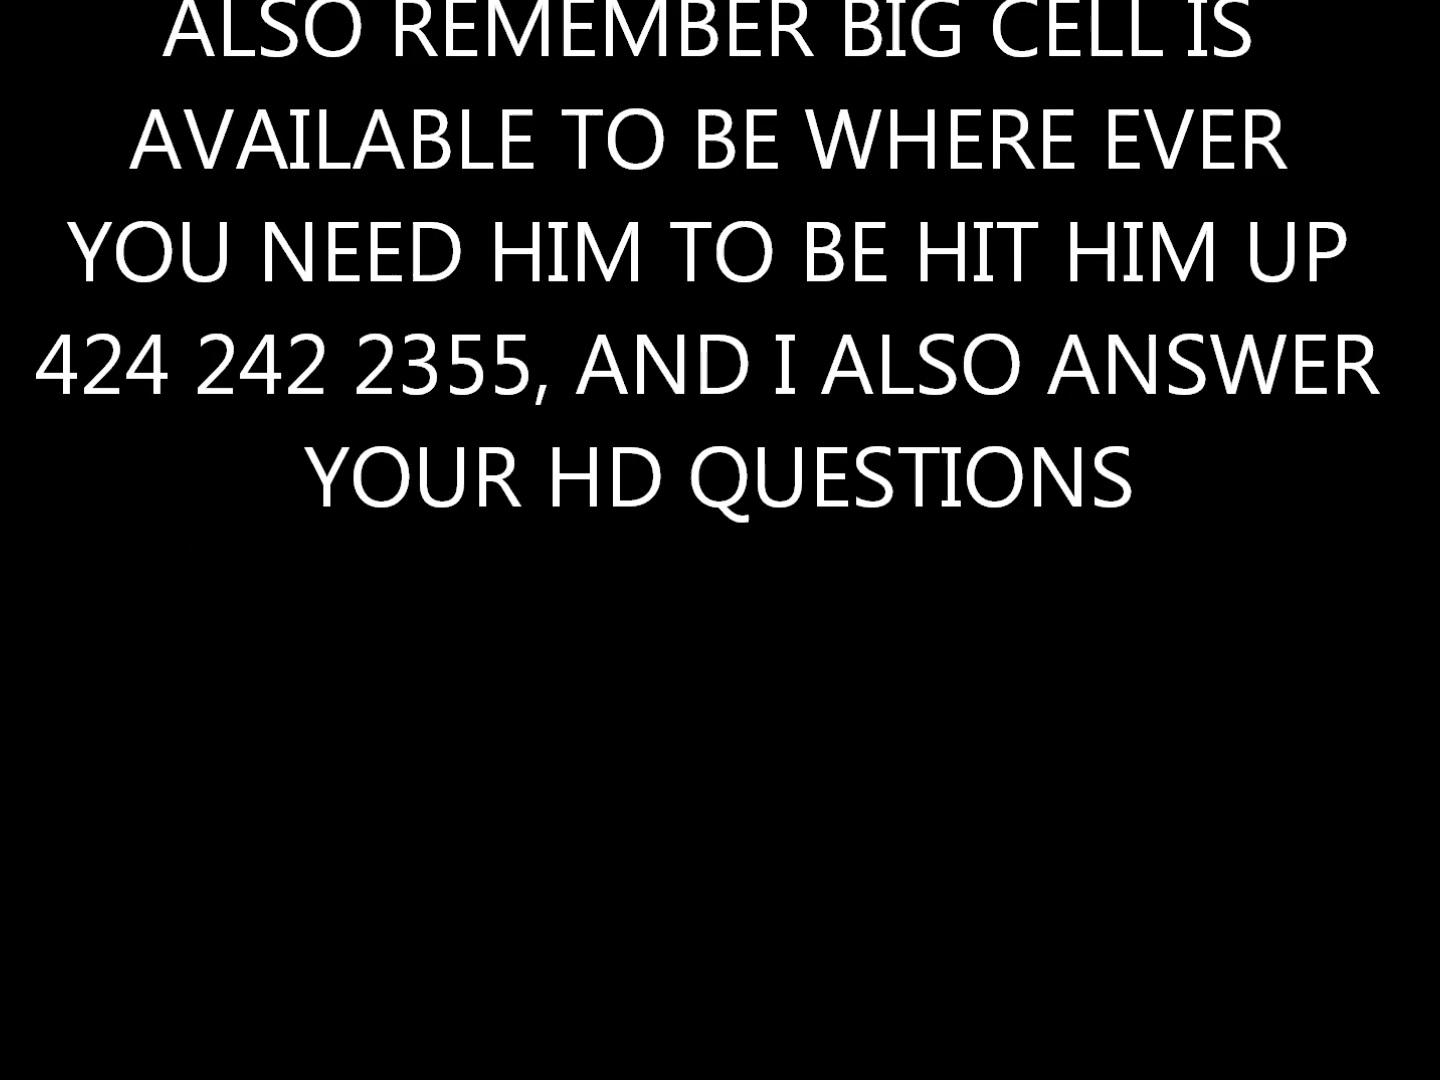 ALSO REMEMBER BIG CELL IS
AVAILABLE TO BE WHERE EVER
YOU NEED HIM TO BE HIT HIM UP
424 242 2355, AND I ALSO ANSWER
YOUR HD QUESTIONS